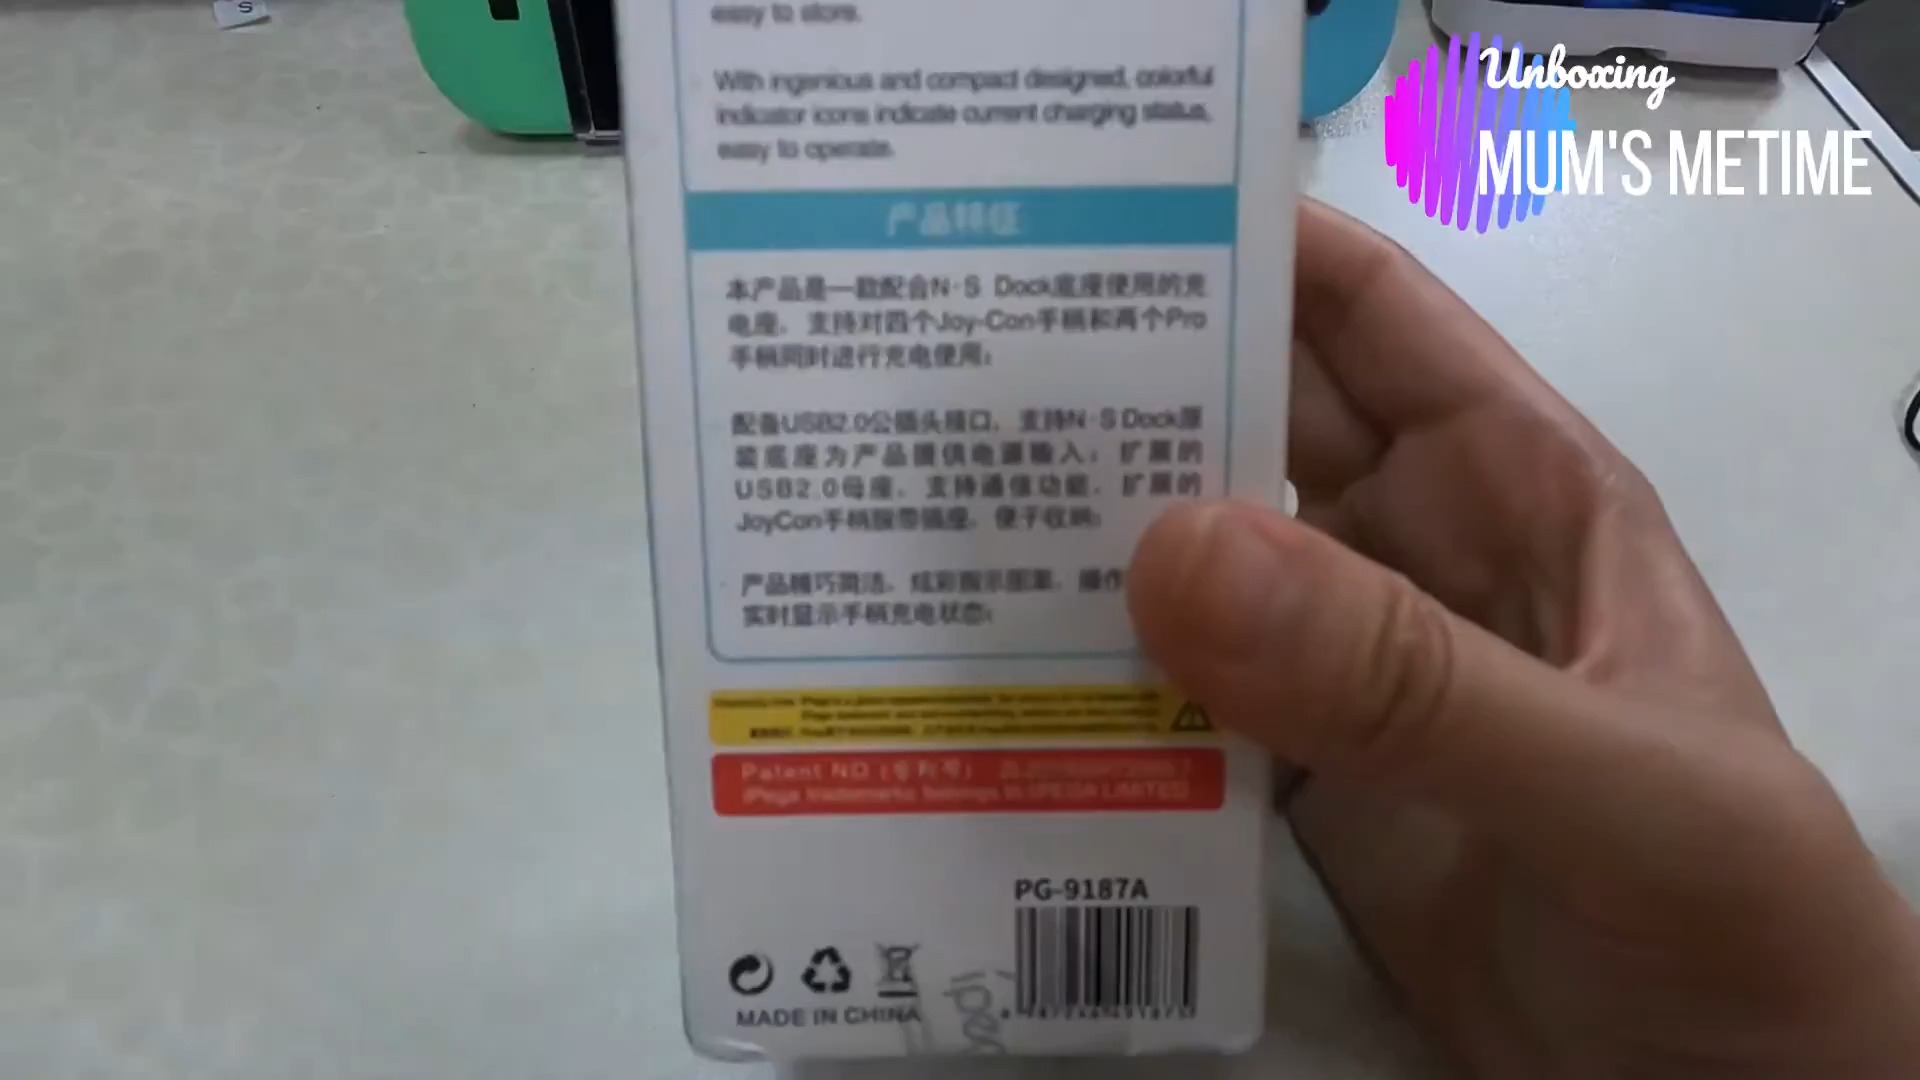 S
Unboxing
MUM'S METIME
easy to store.
With ingenious and compact designed, colorful
indicator icons indicate current charging status,
easy to operate.
产品特征
本产品是一款配合N·S Dock底座使用的充
电座，支持对四个Joy-Con手柄和两个Pro
手柄同时进行充电使用；
配备USB2.0公插头接口，支持N·S Dock原
装底座为产品提供电源输入；扩展的
USB2.0母座，支持通信功能，扩展的
JoyCon手柄腕带插座，便于收纳；
产品精巧简洁，炫彩指示图案，操作
实时显示手柄充电状态；
Patent NO (专利号)
iPega trademarks belongs to IPEGA LIMITED
PG-9187A
MADE IN CHINA
ipega